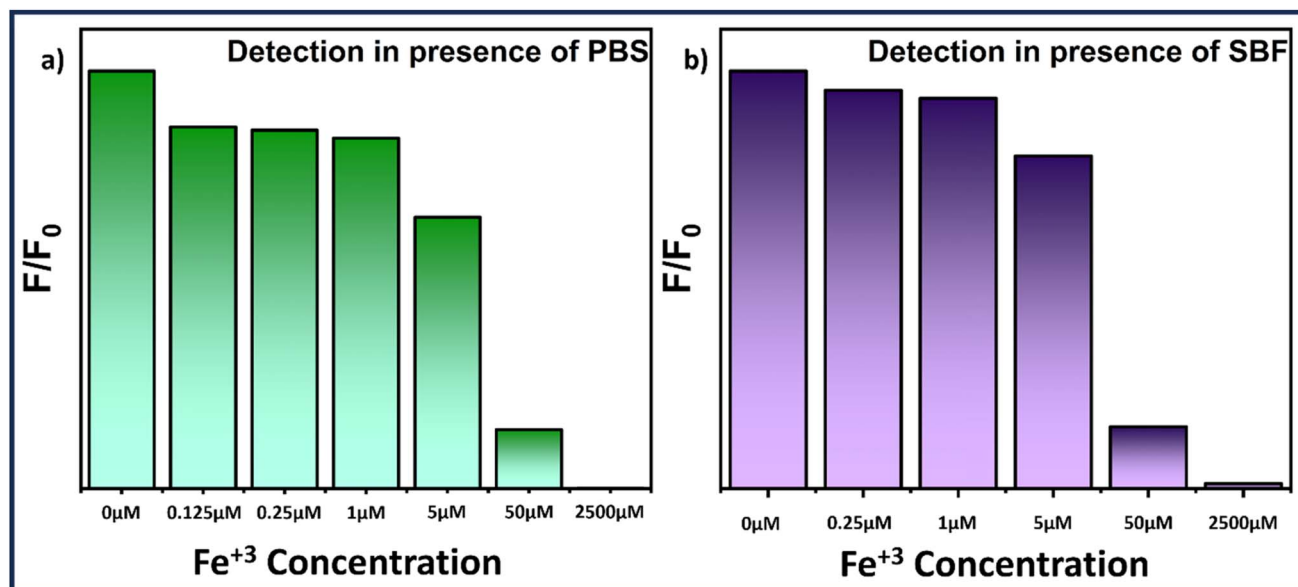 a)
Detection in presence of PBS
F/F₀
0µM 0.125µM 0.25µM 1µM 5µM 50µM 2500µM
Fe⁺³ Concentration
b)
Detection in presence of SBF
F/F₀
0µM 0.25µM 1µM 5µM 50µM 2500µM
Fe⁺³ Concentration